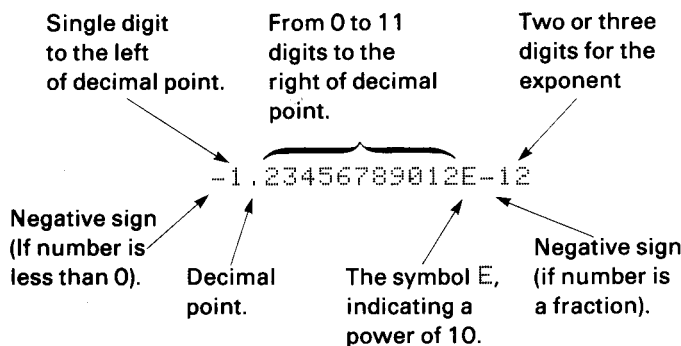 Single digit
to the left
of decimal point.
From 0 to 11
digits to the
right of decimal
point.
Two or three
digits for the
exponent
-1.23456789012E-12
Negative sign
(If number is
less than 0).
Decimal
point.
The symbol E,
indicating a
power of 10.
Negative sign
(if number is
a fraction).